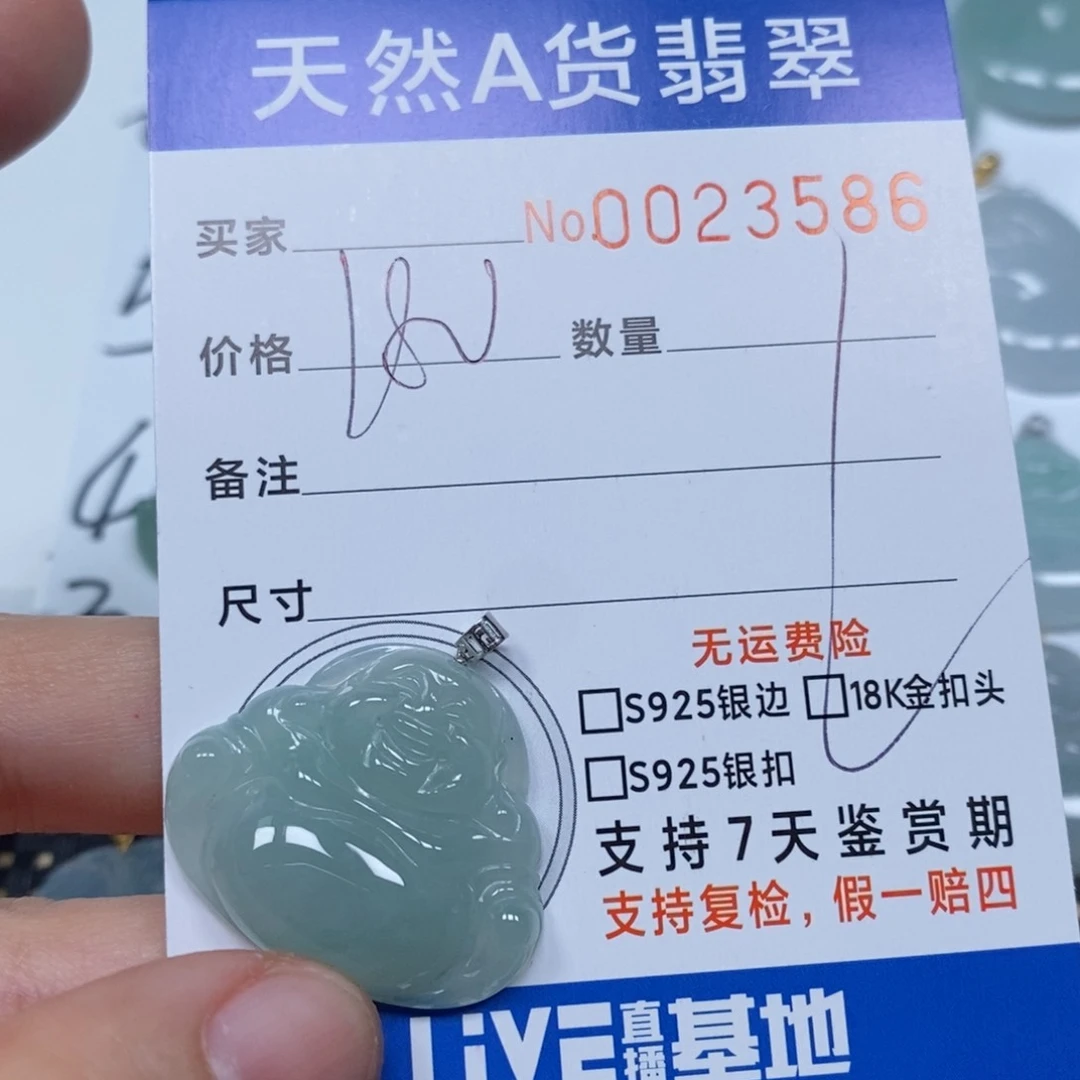 天然A货翡翠
买家 No.0023586
价格 数量
备注
尺寸
无运费险
S925银边 18K金扣头
S925银扣
支持7天鉴赏期
支持复检，假一赔四
LiVE直播基地
4